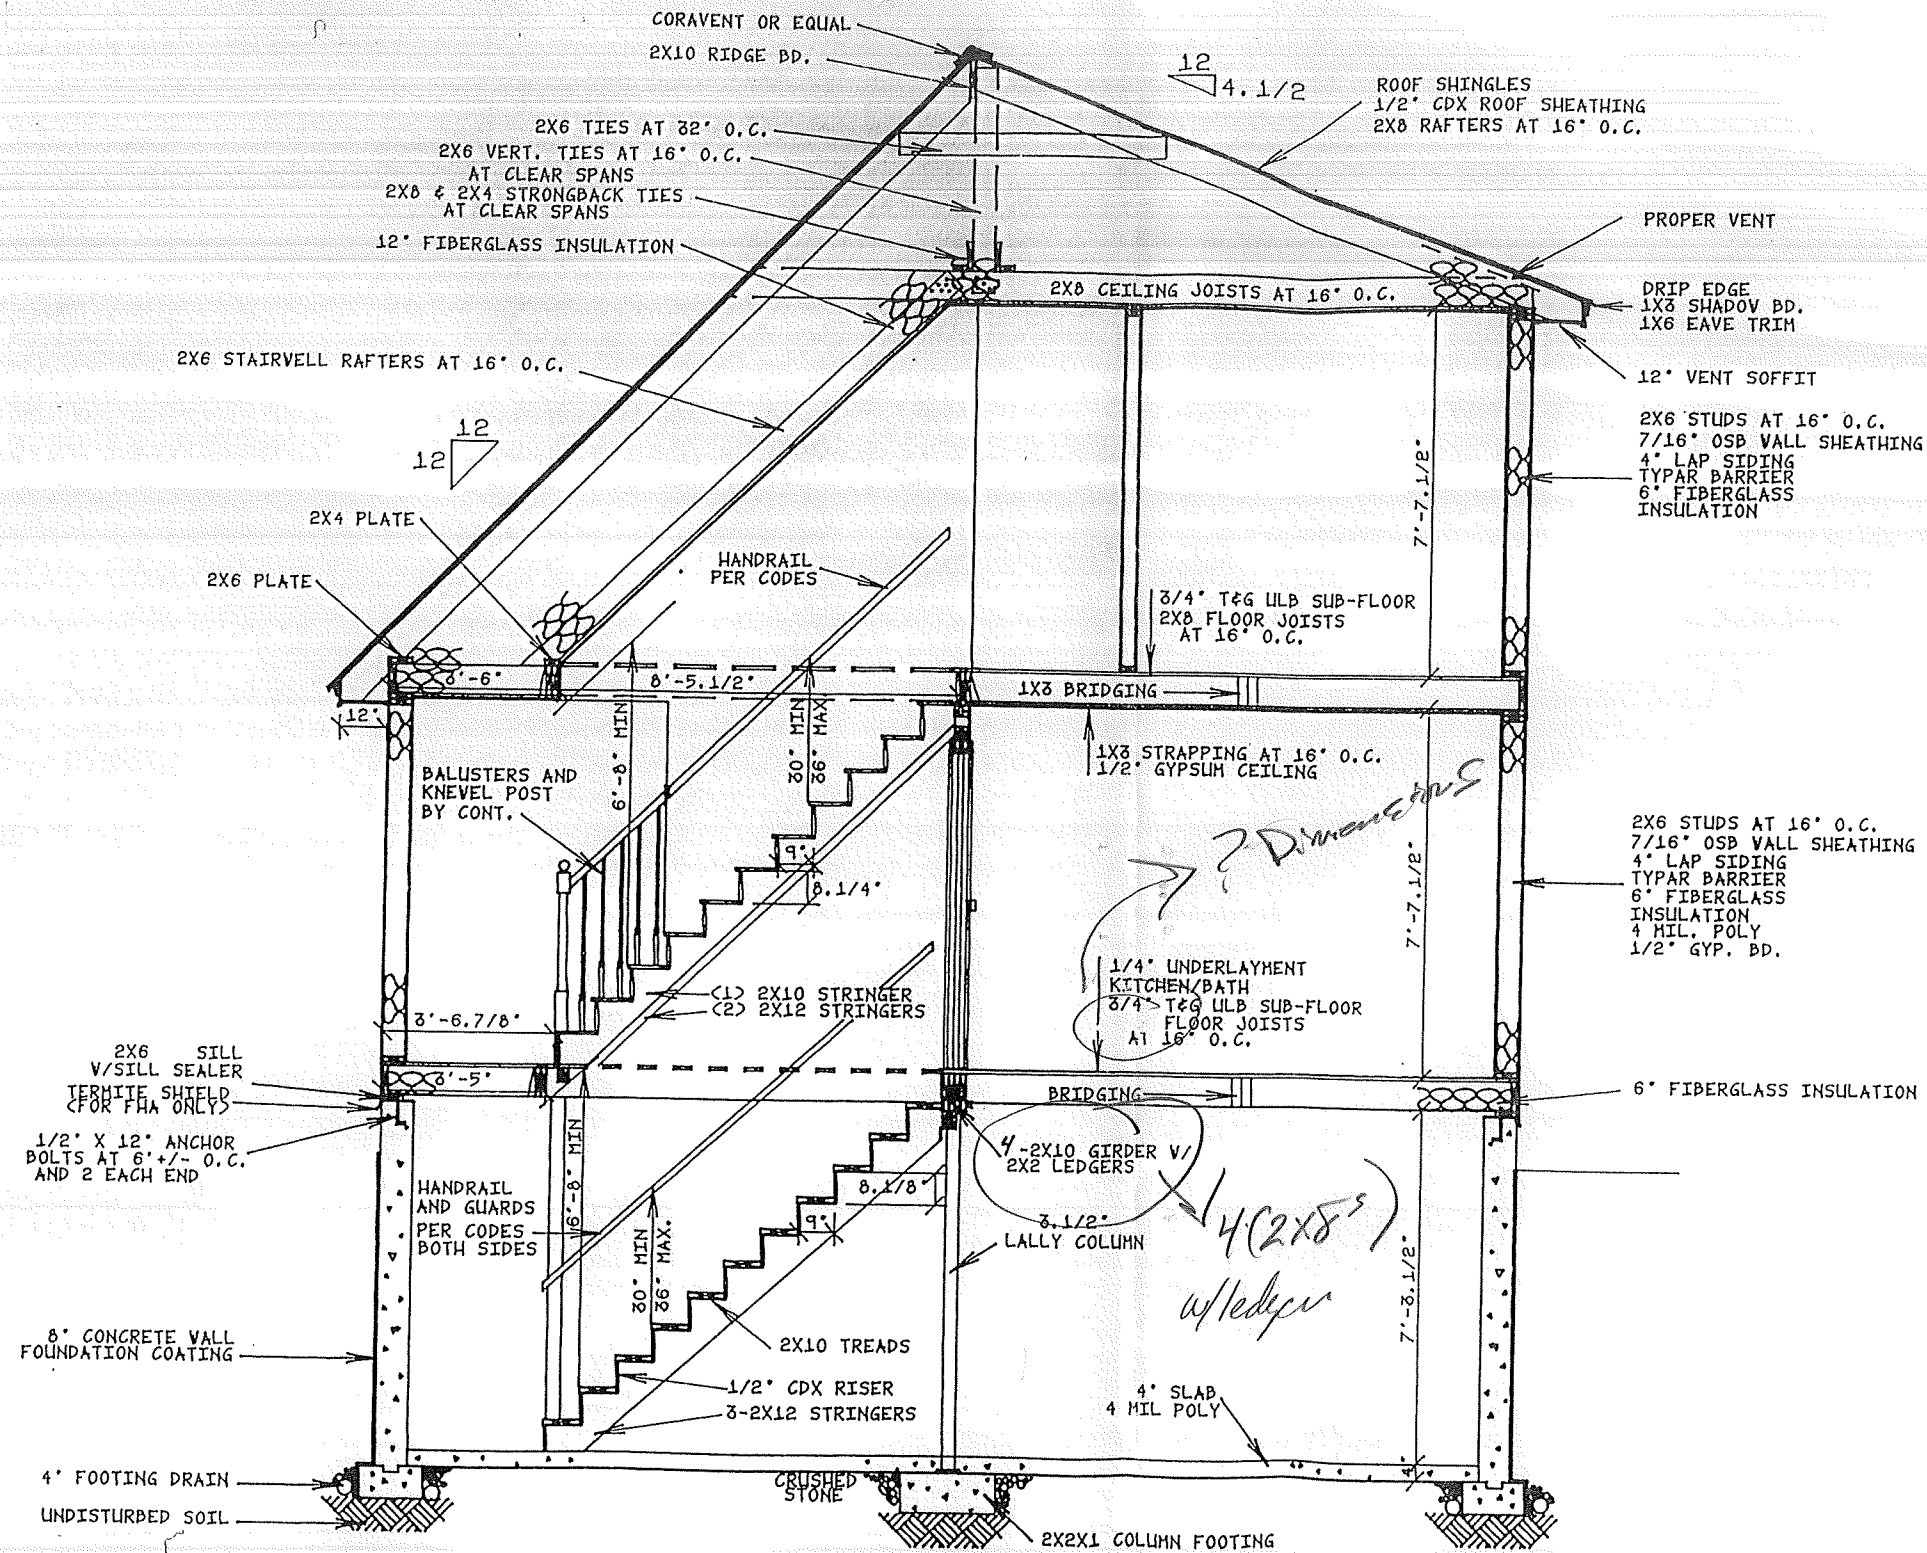 CORAVENT OR EQUAL
2X10 RIDGE BD.
12
4.1/2
ROOF SHINGLES
1/2" CDX ROOF SHEATHING
2X8 RAFTERS AT 16" O.C.
2X6 TIES AT 32" O.C.
2X6 VERT. TIES AT 16" O.C.
AT CLEAR SPANS
2X8 & 2X4 STRONGBACK TIES
AT CLEAR SPANS
12" FIBERGLASS INSULATION
PROPER VENT
2X8 CEILING JOISTS AT 16" O.C.
DRIP EDGE
1X3 SHADOW BD.
1X6 EAVE TRIM
2X6 STAIRWELL RAFTERS AT 16" O.C.
12" VENT SOFFIT
12
12
2X6 STUDS AT 16" O.C.
7/16" OSB WALL SHEATHING
4" LAP SIDING
TYPAR BARRIER
6" FIBERGLASS
INSULATION
7'-7.1/2"
2X4 PLATE
2X6 PLATE
HANDRAIL
PER CODES
3/4" T&G ULB SUB-FLOOR
2X8 FLOOR JOISTS
AT 16" O.C.
3'-6"
8'-5.1/2"
1X3 BRIDGING
12"
6'-8" MIN
30" MIN
36" MAX
1X3 STRAPPING AT 16" O.C.
1/2" GYPSUM CEILING
BALUSTERS AND
KNEVEL POST
BY CONT.
? Dimensions
9"
8.1/4"
7'-7.1/2"
2X6 STUDS AT 16" O.C.
7/16" OSB WALL SHEATHING
4" LAP SIDING
TYPAR BARRIER
6" FIBERGLASS
INSULATION
4 MIL. POLY
1/2" GYP. BD.
1/4" UNDERLAYMENT
KITCHEN/BATH
3/4" T&G ULB SUB-FLOOR
FLOOR JOISTS
AT 16" O.C.
(1) 2X10 STRINGER
(2) 2X12 STRINGERS
3'-6.7/8"
2X6 SILL
W/SILL SEALER
TERMITE SHIELD
(FOR FHA ONLY)
3'-5"
BRIDGING
6" FIBERGLASS INSULATION
1/2" X 12" ANCHOR
BOLTS AT 6'+/- O.C.
AND 2 EACH END
4-2X10 GIRDER W/
2X2 LEDGERS
6'-8" MIN
HANDRAIL
AND GUARDS
PER CODES
BOTH SIDES
8.1/8"
9"
3.1/2"
LALLY COLUMN
4(2X8's)
w/ledger
30" MIN
36" MAX.
7'-3.1/2"
8" CONCRETE WALL
FOUNDATION COATING
2X10 TREADS
1/2" CDX RISER
3-2X12 STRINGERS
4" SLAB
4 MIL POLY
4"
4" FOOTING DRAIN
CRUSHED
STONE
UNDISTURBED SOIL
2X2X1 COLUMN FOOTING